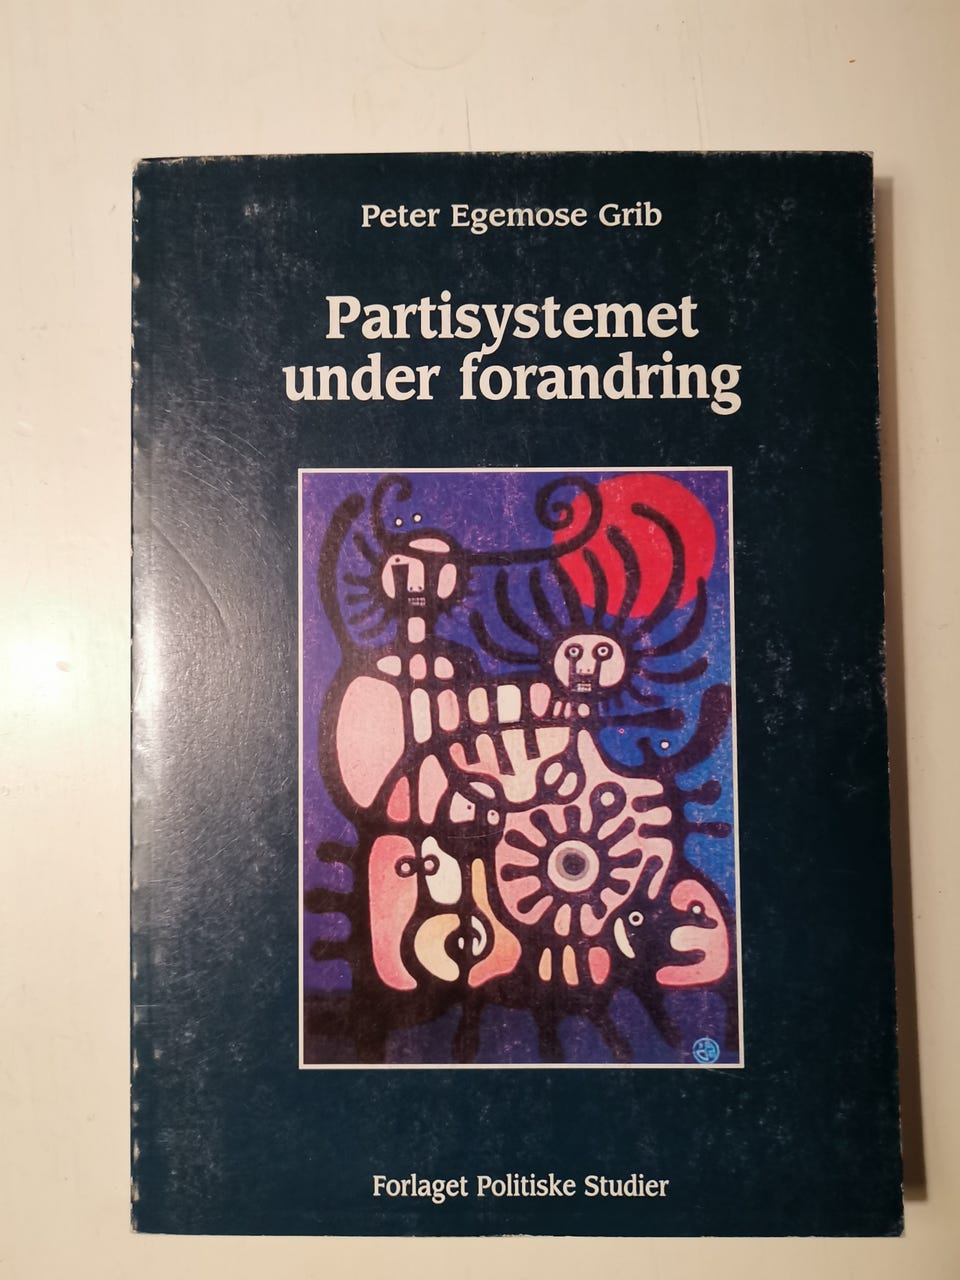 Peter Egemose Grib
Partisystemet
under forandring
Forlaget Politiske Studier